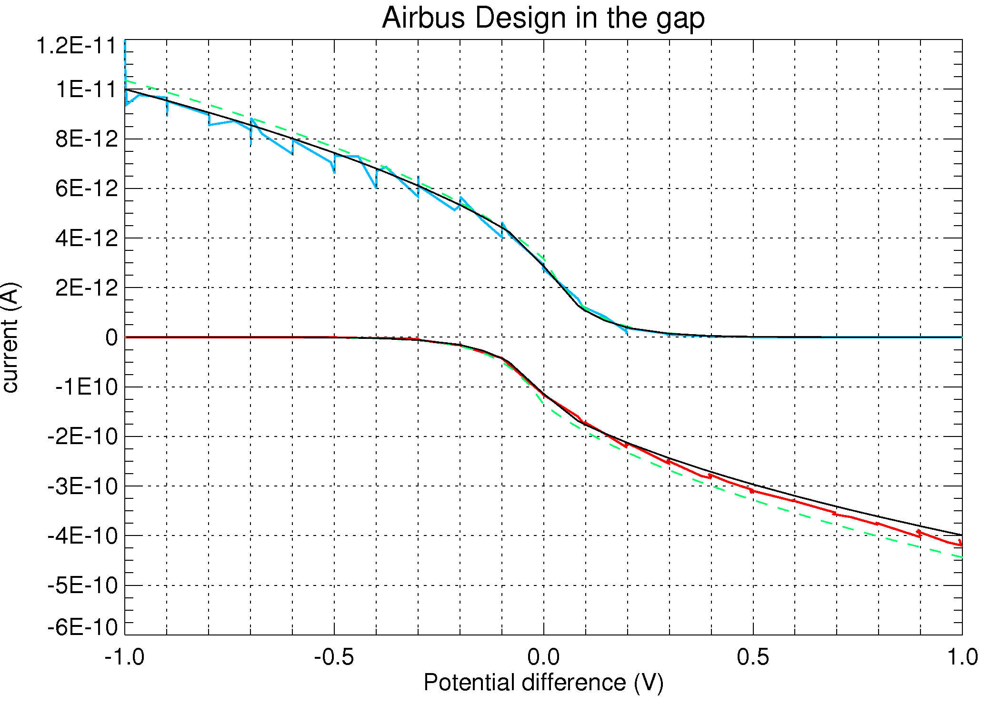 Airbus Design in the gap
1.2E-11
1E-11
8E-12
6E-12
4E-12
2E-12
0
-1E10
-2E-10
-3E-10
-4E-10
-5E-10
-6E-10
current (A)
-1.0 -0.5 0.0 0.5 1.0
Potential difference (V)